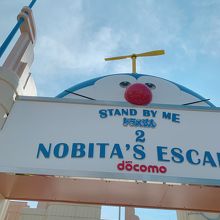 STAND BY ME
ドラえもん
2
NOBITA'S ESCA
docomo